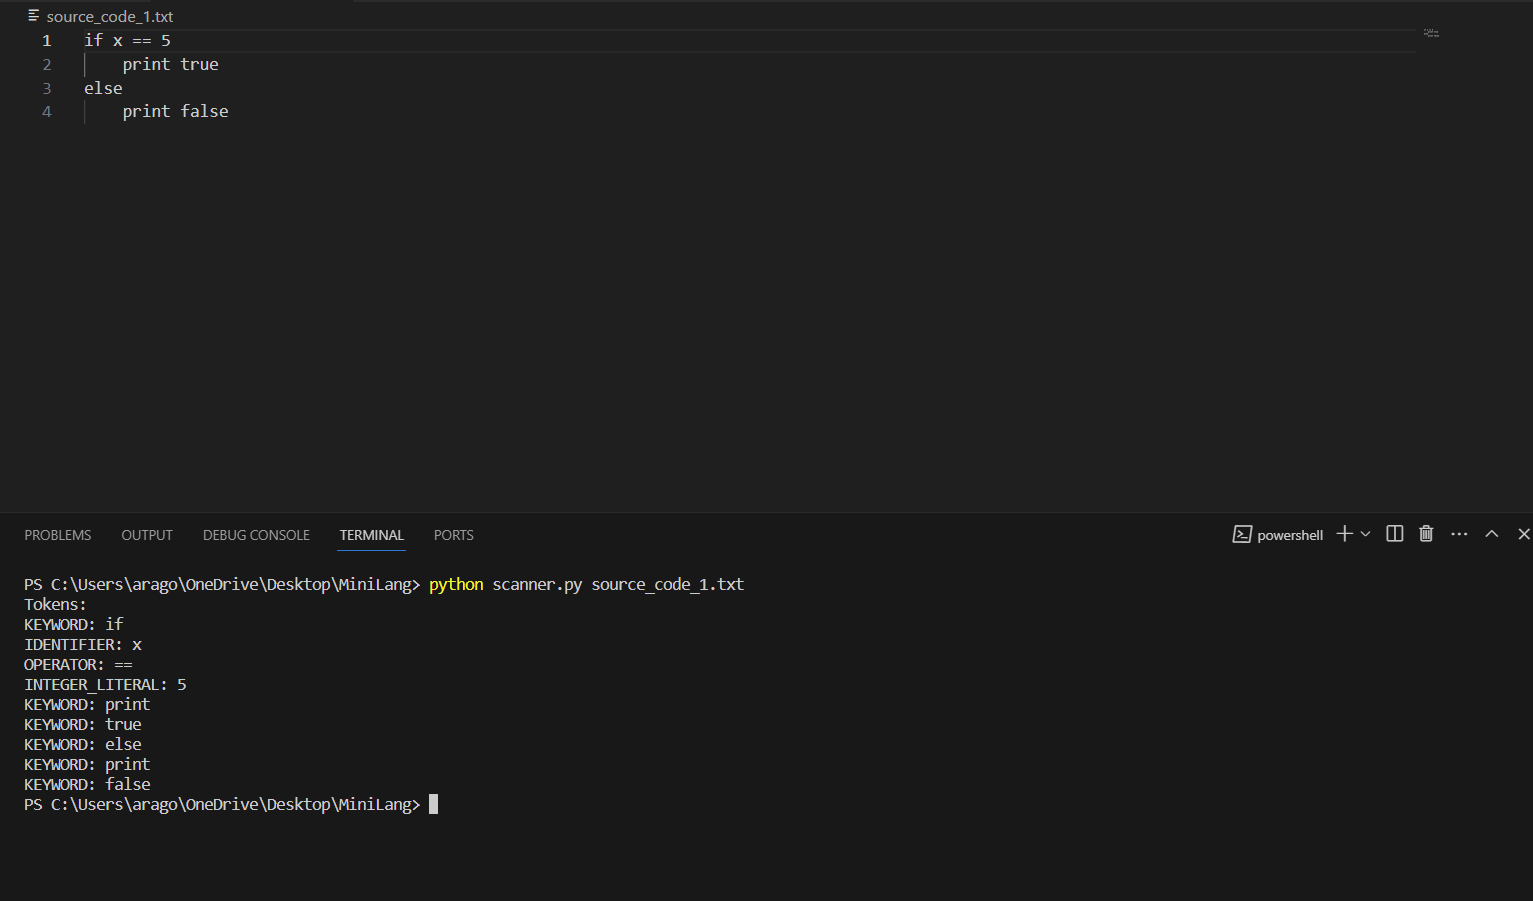 source_code_1.txt
1 if x == 5
2 print true
3 else
4 print false
PROBLEMS OUTPUT DEBUG CONSOLE TERMINAL PORTS powershell
PS C:\Users\arago\OneDrive\Desktop\MiniLang> python scanner.py source_code_1.txt
Tokens:
KEYWORD: if
IDENTIFIER: x
OPERATOR: ==
INTEGER_LITERAL: 5
KEYWORD: print
KEYWORD: true
KEYWORD: else
KEYWORD: print
KEYWORD: false
PS C:\Users\arago\OneDrive\Desktop\MiniLang>